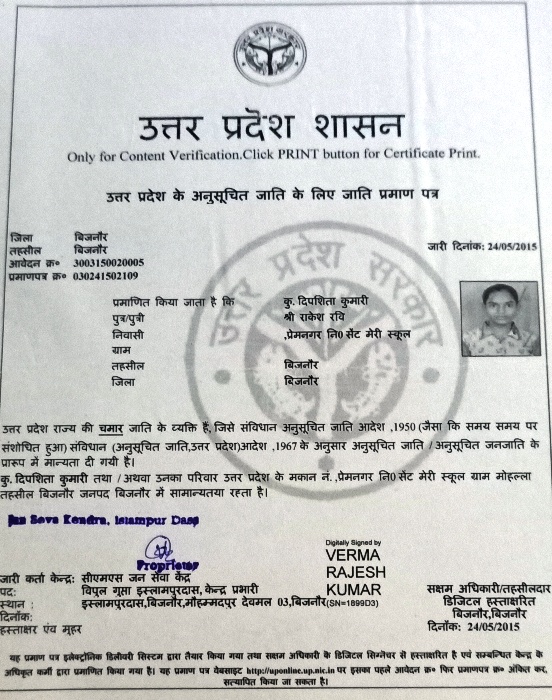 उत्तर प्रदेश शासन
Only for Content Verification.Click PRINT button for Certificate Print.
उत्तर प्रदेश के अनुसूचित जाति के लिए जाति प्रमाण पत्र
जिला बिजनौर
तहसील बिजनौर
आवेदन क्र० 3003150020005
जारी दिनांक: 24/05/2015
प्रमाणपत्र क्र० 030241502109
प्रमाणित किया जाता है कि कु. दिपशिता कुमारी
पुत्र/पुत्री श्री राकेश रवि
निवासी ,प्रेमनगर नि0 सेंट मेरी स्कूल
ग्राम
तहसील बिजनौर
जिला बिजनौर
उत्तर प्रदेश सरकार
उत्तर प्रदेश राज्य की चमार जाति के व्यक्ति हैं, जिसे संविधान अनुसूचित जाति आदेश ,1950 (जैसा कि समय समय पर
संशोधित हुआ) संविधान (अनुसूचित जाति,उत्तर प्रदेश)आदेश ,1967 के अनुसार अनुसूचित जाति / अनुसूचित जनजाति के
प्रारूप में मान्यता दी गयी है।
कु. दिपशिता कुमारी तथा / अथवा उनका परिवार उत्तर प्रदेश के मकान नं. ,प्रेमनगर नि0 सेंट मेरी स्कूल ग्राम मोहल्ला
तहसील बिजनौर जनपद बिजनौर में सामान्यतया रहता है।
Jan Seva Kendra, Islampur Dass
Proprietor
Digitally Signed by
VERMA
RAJESH
KUMAR
(SN=1899D3)
जारी कर्ता केन्द्र: सीएमएस जन सेवा केंद्र
पद: विपुल गुप्ता इस्लामपुरदास, केन्द्र प्रभारी
स्थान : इस्लामपुरदास,बिजनौर,मौहम्मदपुर देवमल 03,बिजनौर
दिनांक:
हस्ताक्षर एंव मुहर
सक्षम अधिकारी/तहसीलदार
डिजिटल हस्ताक्षरित
बिजनौर,बिजनौर
दिनाँक: 24/05/2015
यह प्रमाण पत्र इलेक्ट्रॉनिक डिलीवरी सिस्टम द्वारा तैयार किया गया तथा सक्षम अधिकारी के डिजिटल सिग्नेचर से हस्ताक्षरित है एवं सम्बन्धित केन्द्र के
अधिकृत कर्मी द्वारा प्रमाणित किया गया है। यह प्रमाण पत्र वेबसाइट http://uponline.up.nic.in पर इसका पहले आवेदन क्र० फिर प्रमाणपत्र क्र० अंकित कर,
सत्यापित किया जा सकता है।